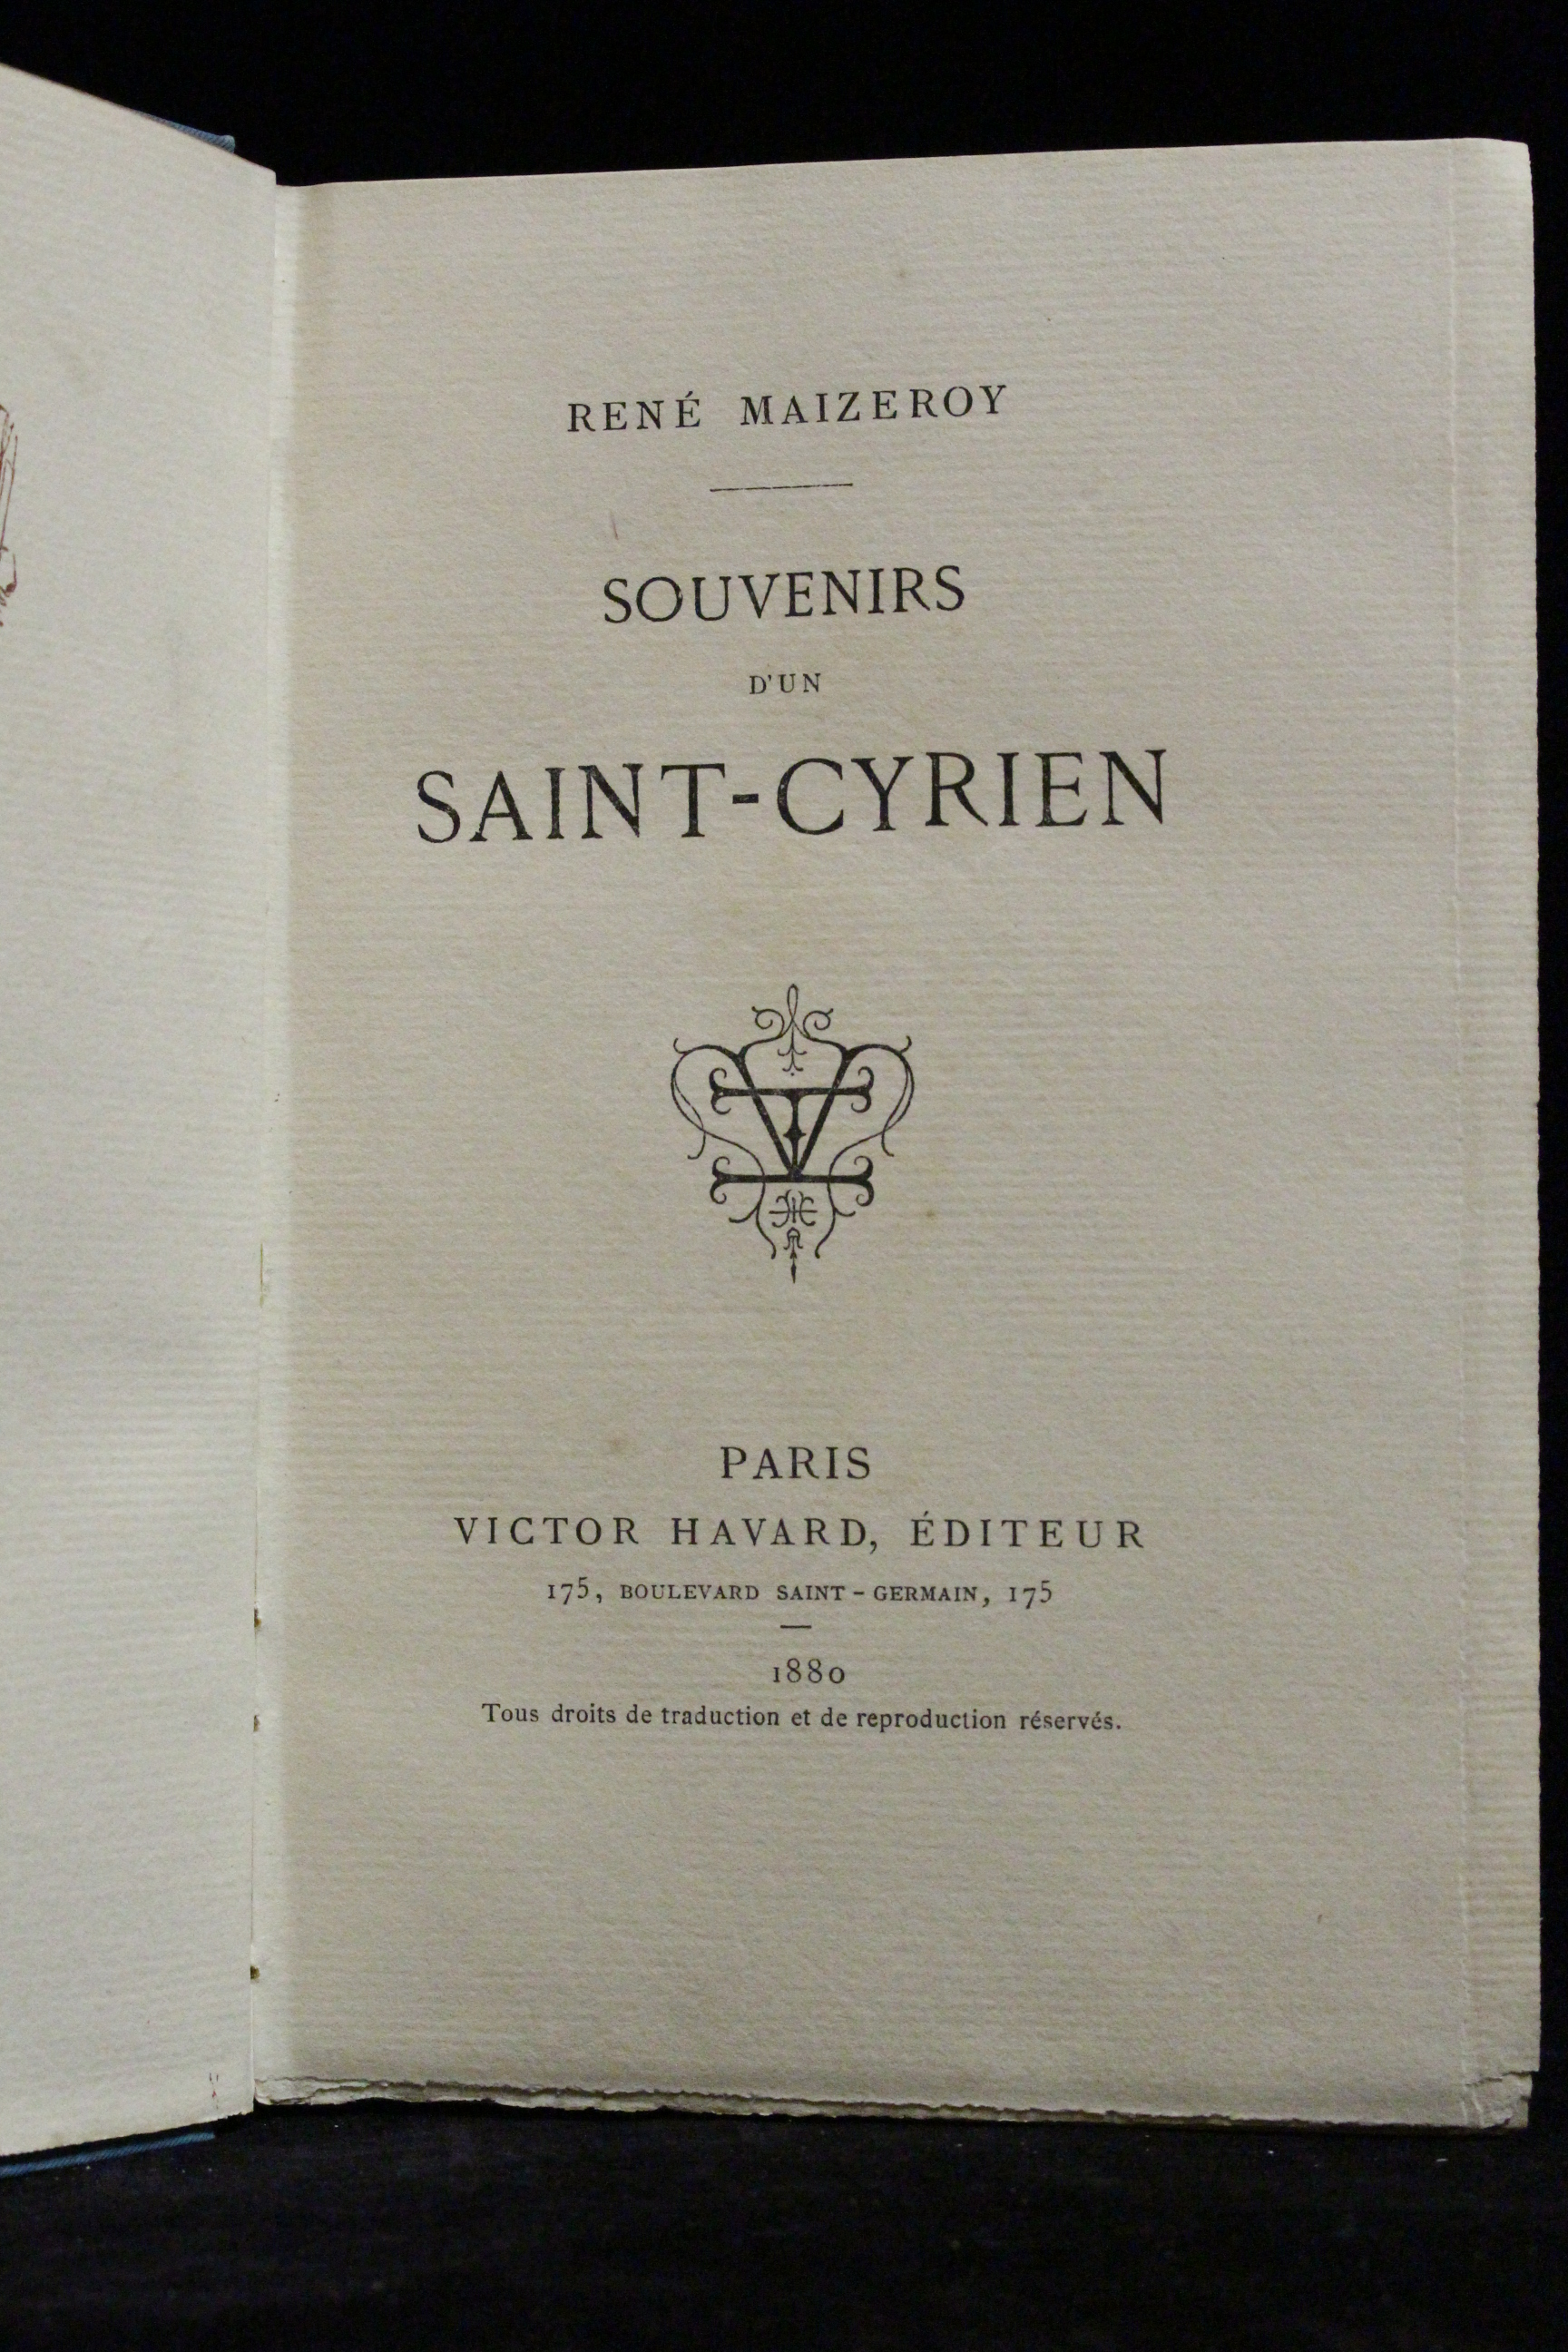 RENÉ MAIZEROY
SOUVENIRS
D'UN
SAINT-CYRIEN
PARIS
VICTOR HAVARD, ÉDITEUR
175, BOULEVARD SAINT-GERMAIN, 175
1880
Tous droits de traduction et de reproduction réservés.